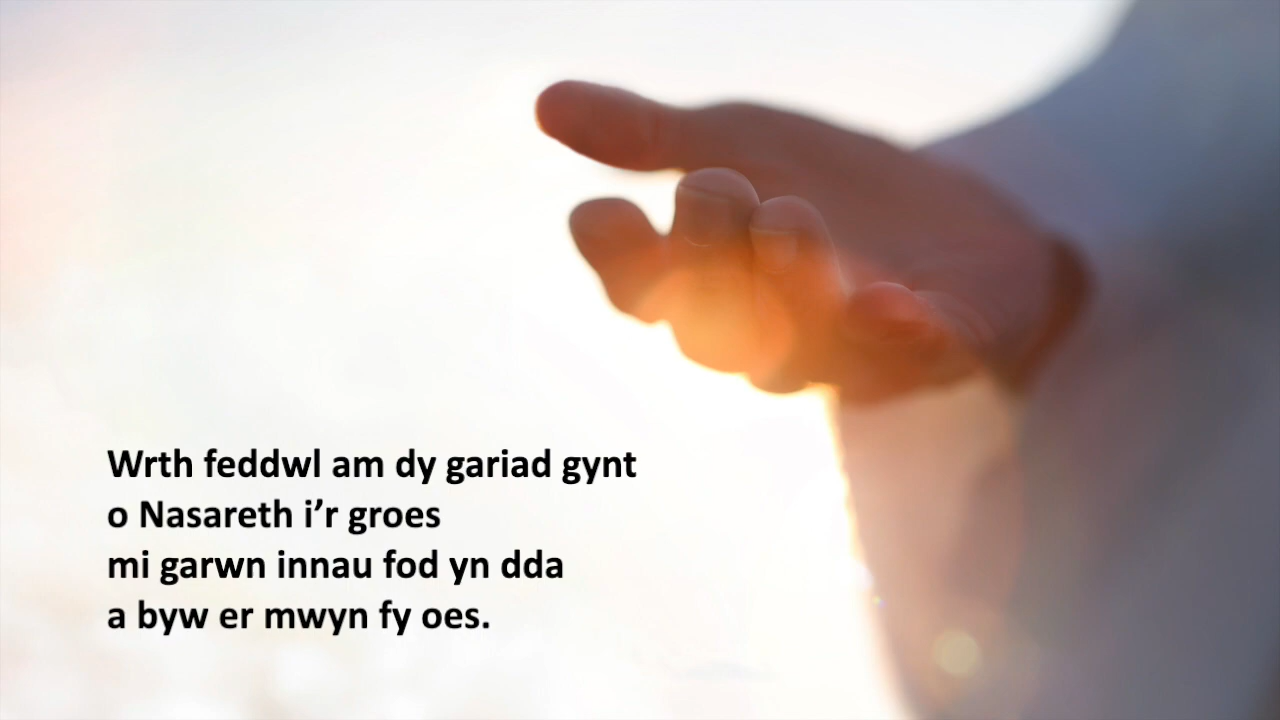 Wrth feddwl am dy gariad gynt
o Nasareth i’r groes
mi garwn innau fod yn dda
a byw er mwyn fy oes.